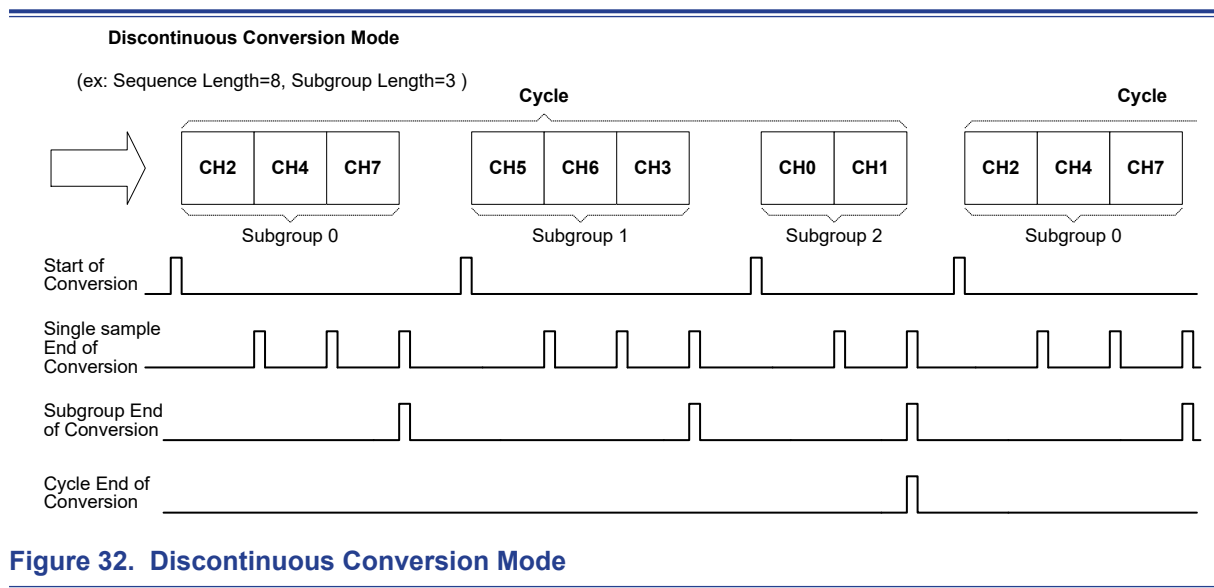 Discontinuous Conversion Mode
(ex: Sequence Length=8, Subgroup Length=3 )
Cycle
Cycle
CH2 CH4 CH7 CH5 CH6 CH3 CH0 CH1 CH2 CH4 CH7
Subgroup 0 Subgroup 1 Subgroup 2 Subgroup 0
Start of
Conversion
Single sample
End of
Conversion
Subgroup End
of Conversion
Cycle End of
Conversion
Figure 32. Discontinuous Conversion Mode